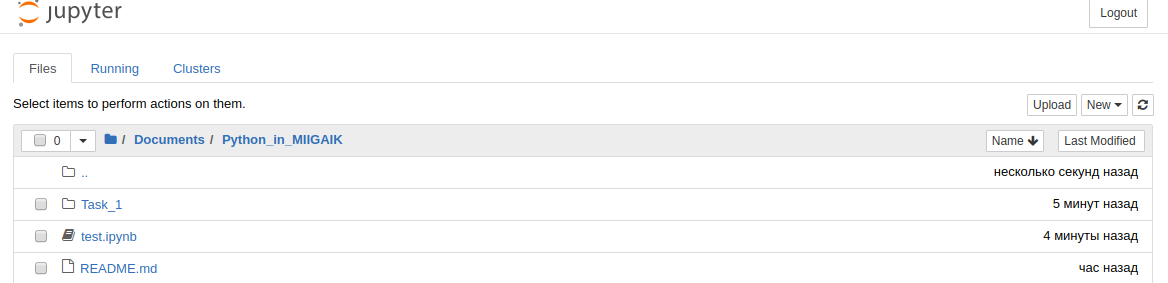 jupyter Logout
Files Running Clusters
Select items to perform actions on them. Upload New
0 / Documents / Python_in_MIIGAIK Name Last Modified
.. несколько секунд назад
Task_1 5 минут назад
test.ipynb 4 минуты назад
README.md час назад